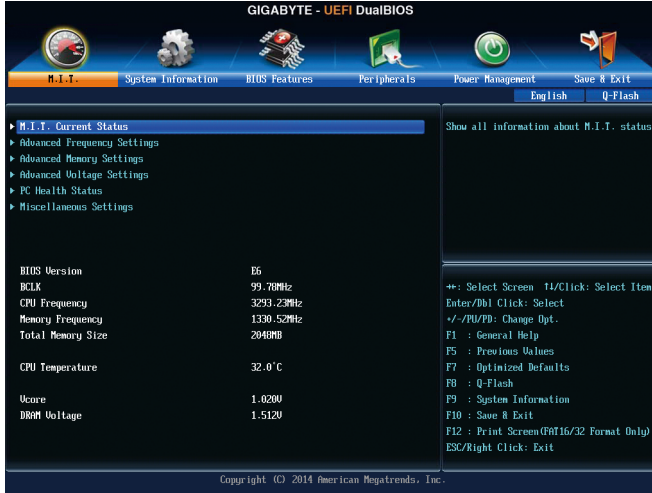 GIGABYTE - UEFI DualBIOS
M.I.T. System Information BIOS Features Peripherals Power Management Save & Exit
English Q-Flash
M.I.T. Current Status
Advanced Frequency Settings
Advanced Memory Settings
Advanced Voltage Settings
PC Health Status
Miscellaneous Settings
Show all information about M.I.T. status
BIOS Version E6
BCLK 99.78MHz
CPU Frequency 3293.23MHz
Memory Frequency 1330.52MHz
Total Memory Size 2048MB
CPU Temperature 32.0°C
Vcore 1.020V
DRAM Voltage 1.512V
→←: Select Screen ↑↓/Click: Select Item
Enter/Dbl Click: Select
+/-/PU/PD: Change Opt.
F1 : General Help
F5 : Previous Values
F7 : Optimized Defaults
F8 : Q-Flash
F9 : System Information
F10 : Save & Exit
F12 : Print Screen(FAT16/32 Format Only)
ESC/Right Click: Exit
Copyright (C) 2014 American Megatrends, Inc.